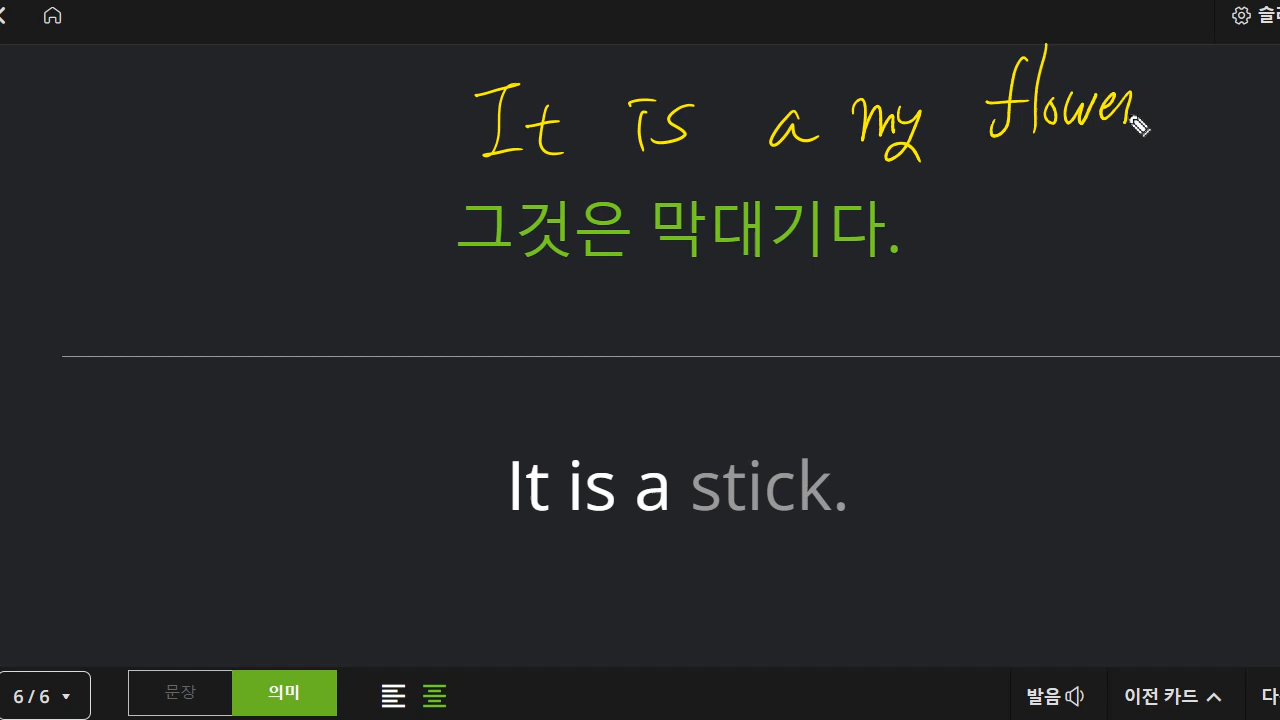 It is a my flower
그것은 막대기다.
It is a stick.
6 / 6 문장 의미 발음 이전 카드